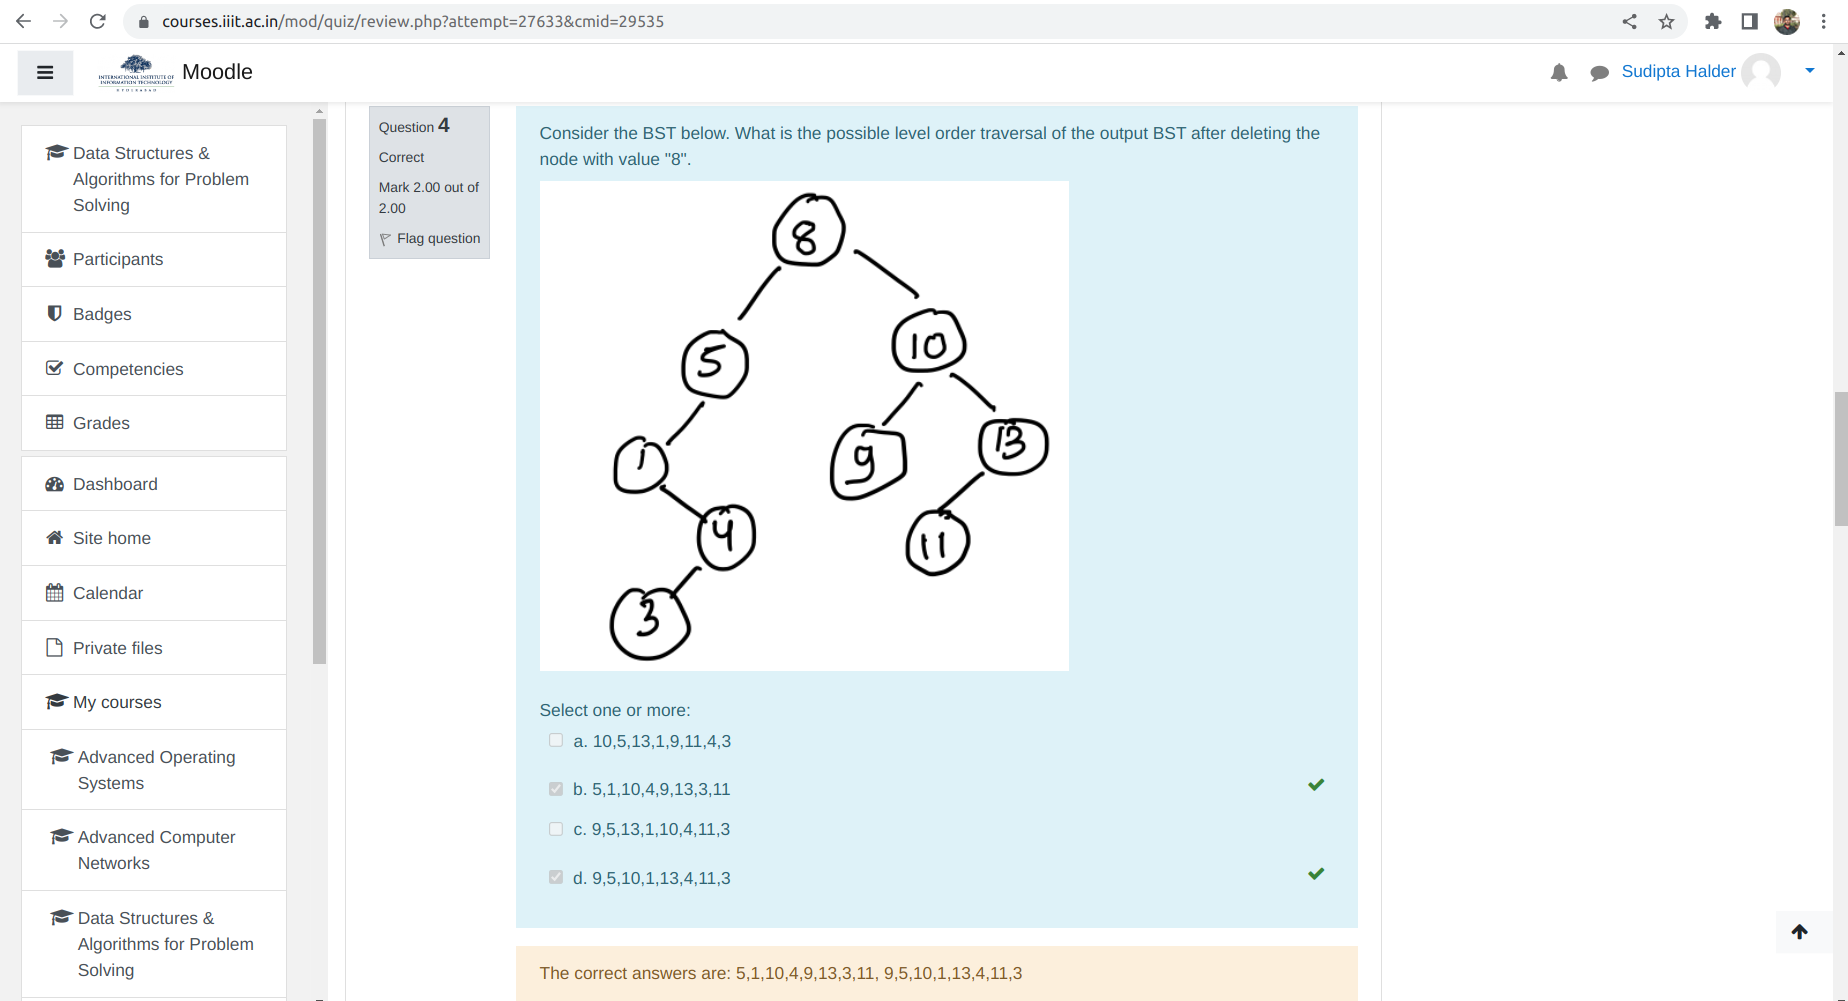 courses.iiit.ac.in/mod/quiz/review.php?attempt=27633&cmid=29535
INTERNATIONAL INSTITUTE OF
INFORMATION TECHNOLOGY
HYDERABAD
Moodle
Sudipta Halder
Data Structures &
Algorithms for Problem
Solving
Participants
Badges
Competencies
Grades
Dashboard
Site home
Calendar
Private files
My courses
Advanced Operating
Systems
Advanced Computer
Networks
Data Structures &
Algorithms for Problem
Solving
Question 4
Correct
Mark 2.00 out of
2.00
Flag question
Consider the BST below. What is the possible level order traversal of the output BST after deleting the
node with value "8".
8
5
10
1
9
13
4
11
3
Select one or more:
a. 10,5,13,1,9,11,4,3
b. 5,1,10,4,9,13,3,11
c. 9,5,13,1,10,4,11,3
d. 9,5,10,1,13,4,11,3
The correct answers are: 5,1,10,4,9,13,3,11, 9,5,10,1,13,4,11,3